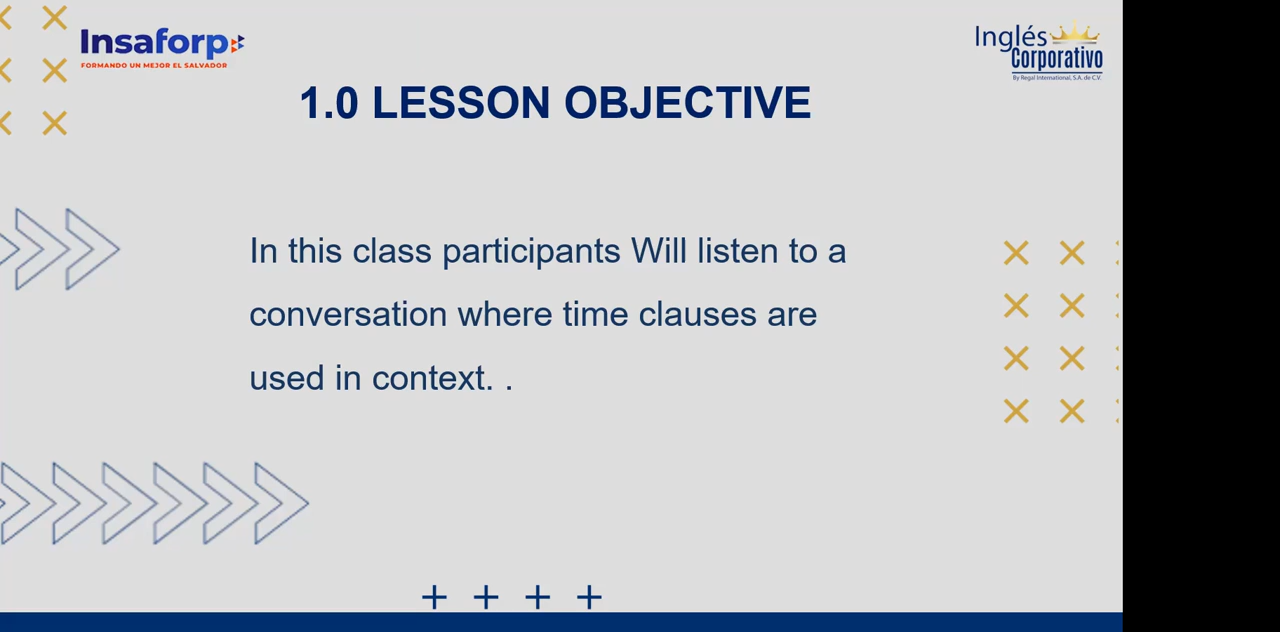 Insaforp
FORMANDO UN MEJOR EL SALVADOR
Inglés
Corporativo
By Regal International, S.A. de C.V.
1.0 LESSON OBJECTIVE
In this class participants Will listen to a
conversation where time clauses are
used in context. .